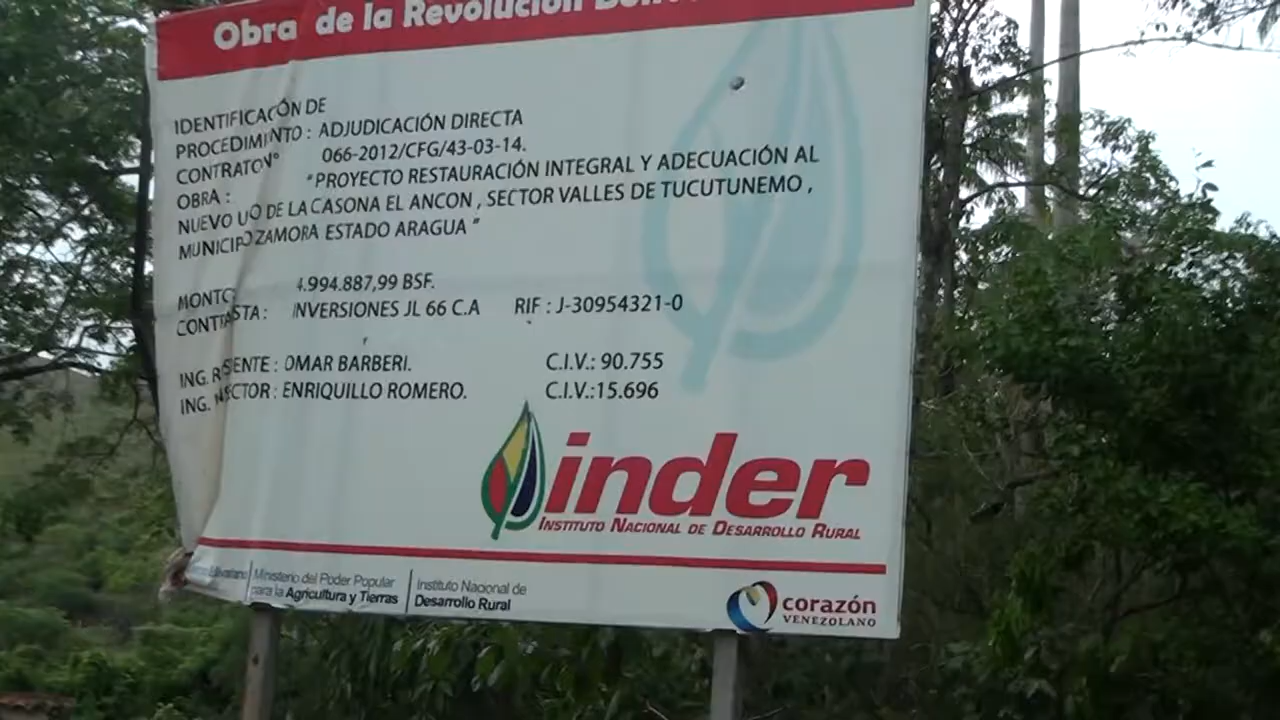 Obra de la Revolución
IDENTIFICACIÓN DE
PROCEDIMINTO : ADJUDICACIÓN DIRECTA
CONTRATO N° 066-2012/CFG/43-03-14.
OBRA : "PROYECTO RESTAURACIÓN INTEGRAL Y ADECUACIÓN AL
NUEVO USO DE LA CASONA EL ANCON , SECTOR VALLES DE TUCUTUNEMO ,
MUNICIPIO ZAMORA ESTADO ARAGUA "
MONTO 4.994.887,99 BSF.
CONTRATISTA : INVERSIONES JL 66 C.A RIF : J-30954321-0
ING. RESIDENTE : OMAR BARBERI. C.I.V.: 90.755
ING. INSPECTOR : ENRIQUILLO ROMERO. C.I.V.:15.696
inder
INSTITUTO NACIONAL DE DESARROLLO RURAL
Bolivariano
Ministerio del Poder Popular
para la Agricultura y Tierras
Instituto Nacional de
Desarrollo Rural
corazón
VENEZOLANO